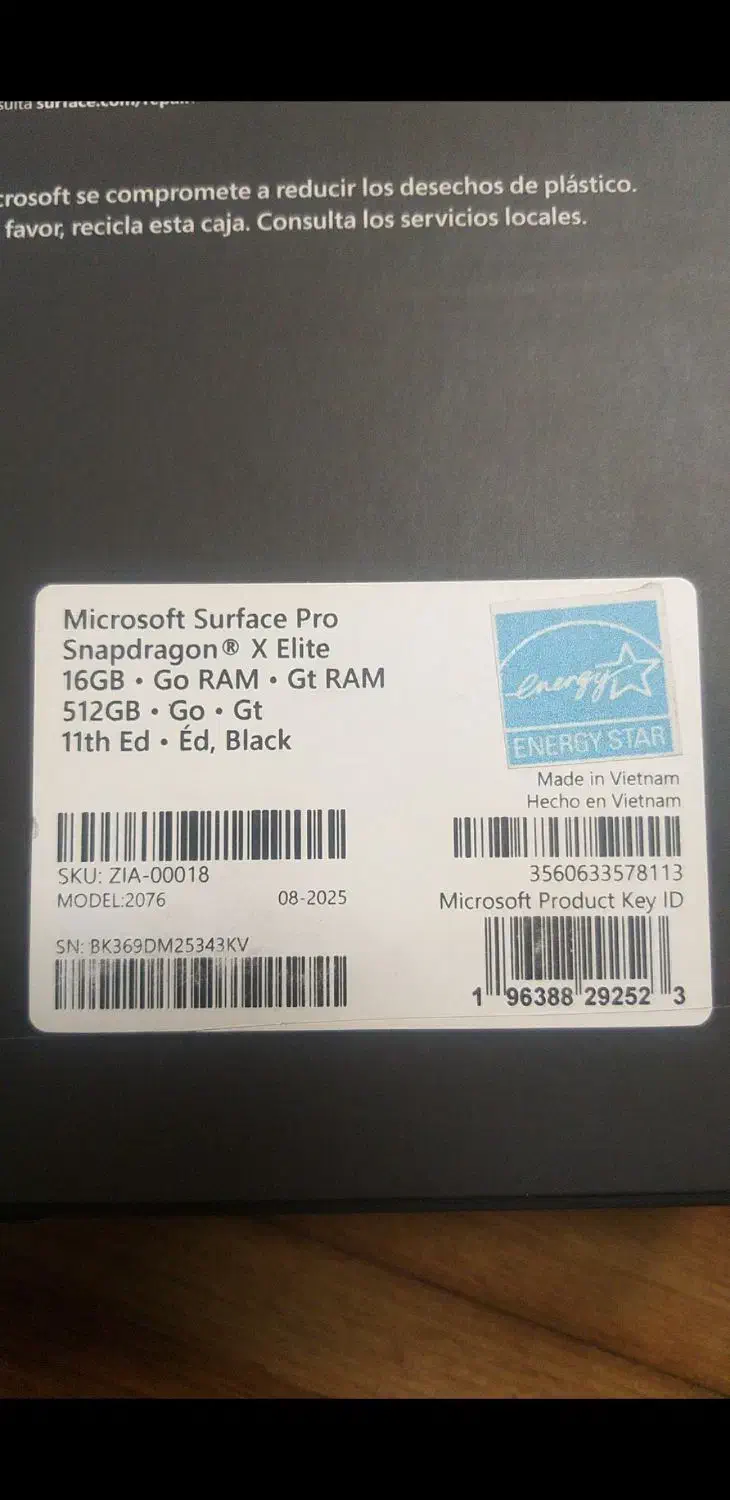 surface.com/repair
crosoft se compromete a reducir los desechos de plástico.
favor, recicla esta caja. Consulta los servicios locales.
Microsoft Surface Pro
Snapdragon® X Elite
16GB • Go RAM • Gt RAM
512GB • Go • Gt
11th Ed • Éd, Black
energy
ENERGY STAR
Made in Vietnam
Hecho en Vietnam
SKU: ZIA-00018
MODEL:2076 08-2025
3560633578113
Microsoft Product Key ID
SN: BK369DM25343KV
1 96388 29252 3